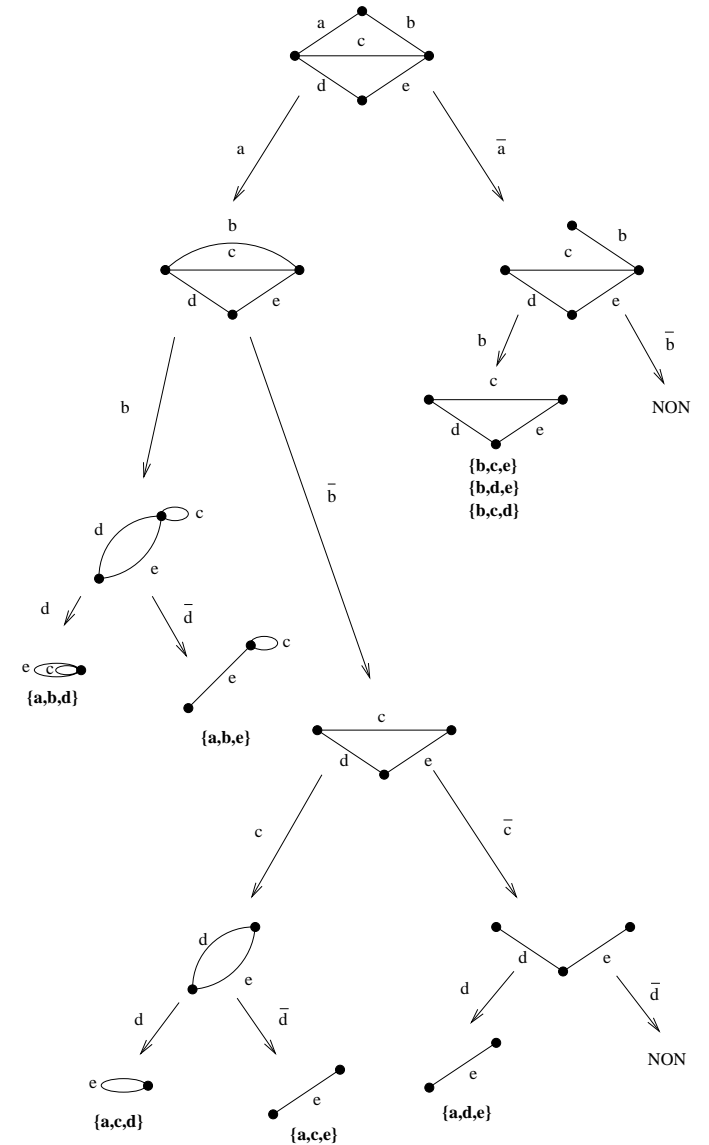 a
b
c
d
e
a
a̅
b
c
d
e
b
c
d
e
b
b̅
c
d
e
NON
{b,c,e}
{b,d,e}
{b,c,d}
b
b̅
d
c
e
d
d̅
e
c
{a,b,d}
c
e
{a,b,e}
c
d
e
c
c̅
d
e
d
e
d
d̅
d
d̅
e
{a,c,d}
e
{a,c,e}
e
{a,d,e}
NON